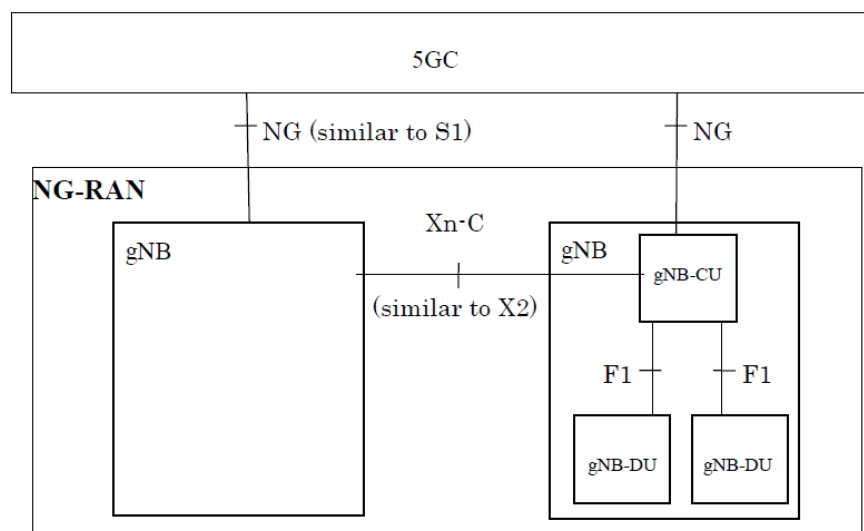 5GC
NG (similar to S1)
NG
NG-RAN
gNB
Xn-C
(similar to X2)
gNB
gNB-CU
F1
F1
gNB-DU
gNB-DU